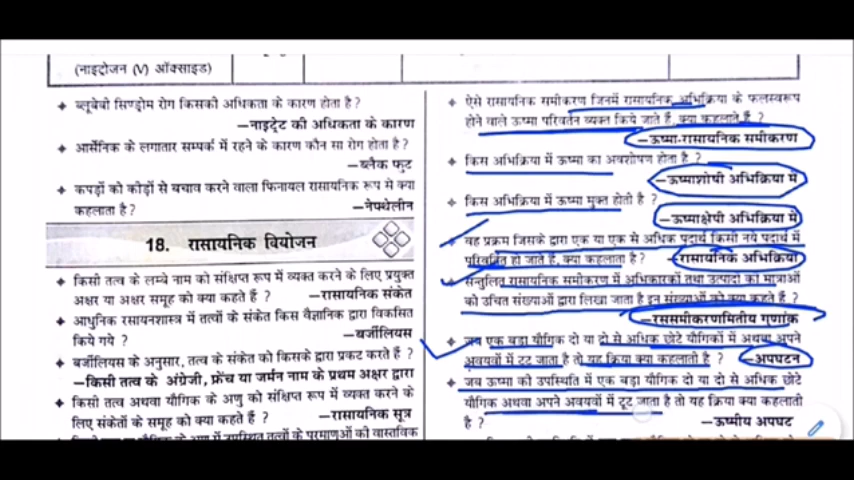 (नाइट्रोजन (V) ऑक्साइड)
ब्लूबेबी सिण्ड्रोम रोग किसकी अधिकता के कारण होता है ?
—नाइट्रेट की अधिकता के कारण
आर्सेनिक के लगातार सम्पर्क में रहने के कारण कौन सा रोग होता है ?
—ब्लैक फुट
कपड़ों को कीड़ों से बचाव करने वाला फिनायल रासायनिक रूप से क्या
कहलाता है ?
—नेफ्थेलीन
18. रासायनिक वियोजन
किसी तत्व के लम्बे नाम को संक्षिप्त रूप में व्यक्त करने के लिए प्रयुक्त
अक्षर या अक्षर समूह को क्या कहते हैं ? —रासायनिक संकेत
आधुनिक रसायनशास्त्र में तत्वों के संकेत किस वैज्ञानिक द्वारा विकसित
किये गये ? —बर्जीलियस
बर्जीलियस के अनुसार, तत्व के संकेत को किसके द्वारा प्रकट करते हैं ?
—किसी तत्व के अंग्रेजी, फ्रेंच या जर्मन नाम के प्रथम अक्षर द्वारा
किसी तत्व अथवा यौगिक के अणु को संक्षिप्त रूप में व्यक्त करने के
लिए संकेतों के समूह को क्या कहते हैं ? —रासायनिक सूत्र
के अणु में उपस्थित तत्वों के परमाणुओं की वास्तविक
ऐसे रासायनिक समीकरण जिनमें रासायनिक अभिक्रिया के फलस्वरूप
होने वाले ऊष्मा परिवर्तन व्यक्त किये जाते हैं, क्या कहलाते हैं ?
—ऊष्मा-रासायनिक समीकरण
किस अभिक्रिया में ऊष्मा का अवशोषण होता है ?
—ऊष्माशोषी अभिक्रिया में
किस अभिक्रिया में ऊष्मा मुक्त होती है ?
—ऊष्माक्षेपी अभिक्रिया में
वह प्रक्रम जिसके द्वारा एक या एक से अधिक पदार्थ किसी नये पदार्थ में
परिवर्तित हो जाते हैं, क्या कहलाता है ? —रासायनिक अभिक्रिया
सन्तुलित रासायनिक समीकरण में अभिकारकों तथा उत्पादों की मात्राओं
को उचित संख्याओं द्वारा लिखा जाता है इन संख्याओं को क्या कहते हैं ?
—रससमीकरणमितीय गुणांक
जब एक बड़ा यौगिक दो या दो से अधिक छोटे यौगिकों में अथवा अपने
अवयवों में टूट जाता है तो यह क्रिया क्या कहलाती है ? —अपघटन
जब ऊष्मा की उपस्थिति में एक बड़ा यौगिक दो या दो से अधिक छोटे
यौगिक अथवा अपने अवयवों में टूट जाता है तो यह क्रिया क्या कहलाती
है ? —ऊष्मीय अपघट